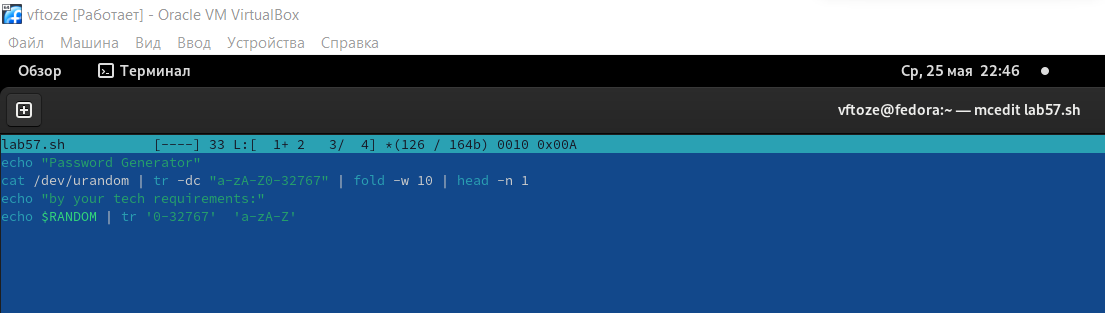 vftoze [Работает] - Oracle VM VirtualBox
Файл Машина Вид Ввод Устройства Справка
Обзор Терминал Ср, 25 мая 22:46
vftoze@fedora:~ — mcedit lab57.sh
lab57.sh [----] 33 L:[ 1+ 2 3/ 4] *(126 / 164b) 0010 0x00A
echo "Password Generator"
cat /dev/urandom | tr -dc "a-zA-Z0-32767" | fold -w 10 | head -n 1
echo "by your tech requirements:"
echo $RANDOM | tr '0-32767' 'a-zA-Z'